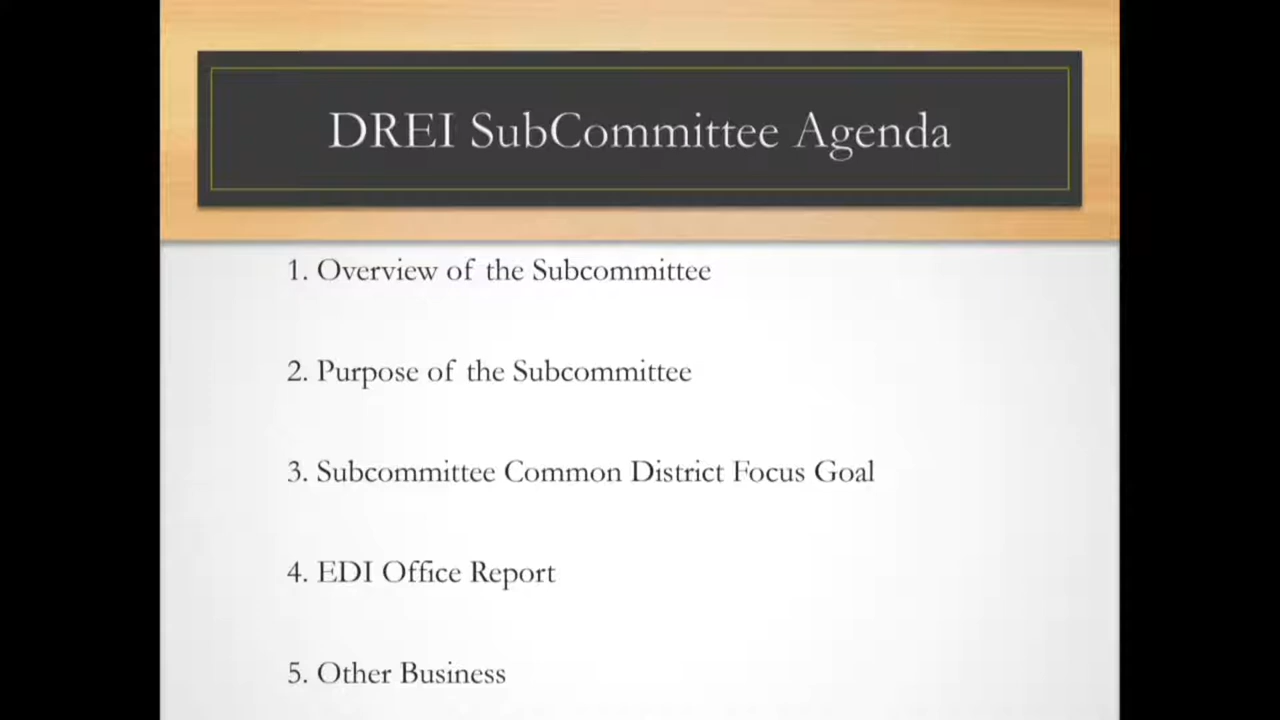 DREI SubCommittee Agenda
1. Overview of the Subcommittee
2. Purpose of the Subcommittee
3. Subcommittee Common District Focus Goal
4. EDI Office Report
5. Other Business